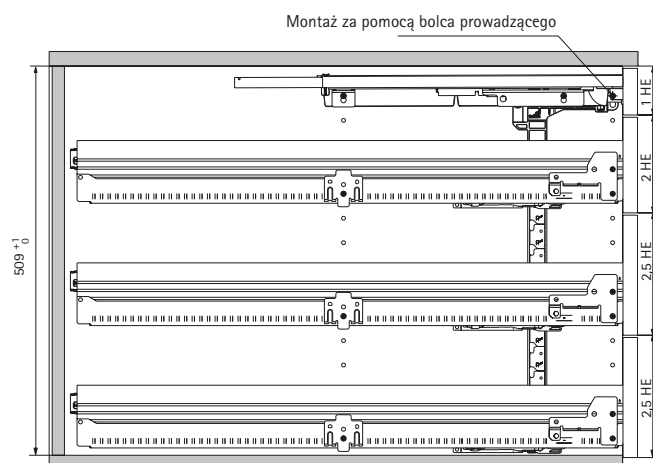 Montaż za pomocą bolca prowadzącego
1 HE
2 HE
2,5 HE
2,5 HE
509 +1 0